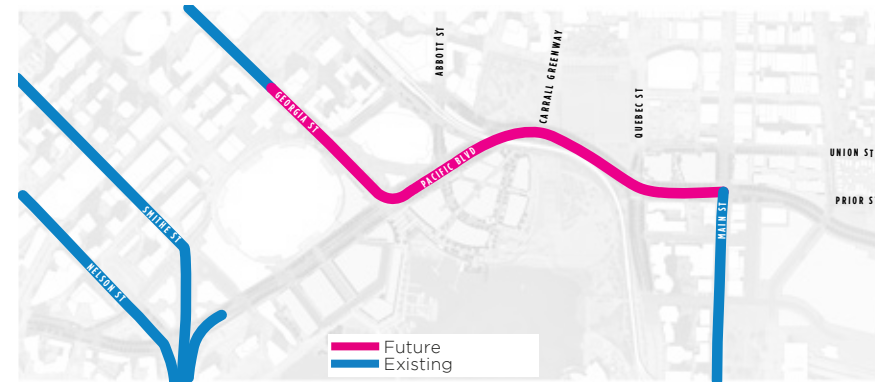 ABBOTT ST
CARRALL GREENWAY
QUEBEC ST
GEORGIA ST
PACIFIC BLVD
UNION ST
PRIOR S
SMITHE ST
MAIN ST
NELSON ST
Future
Existing